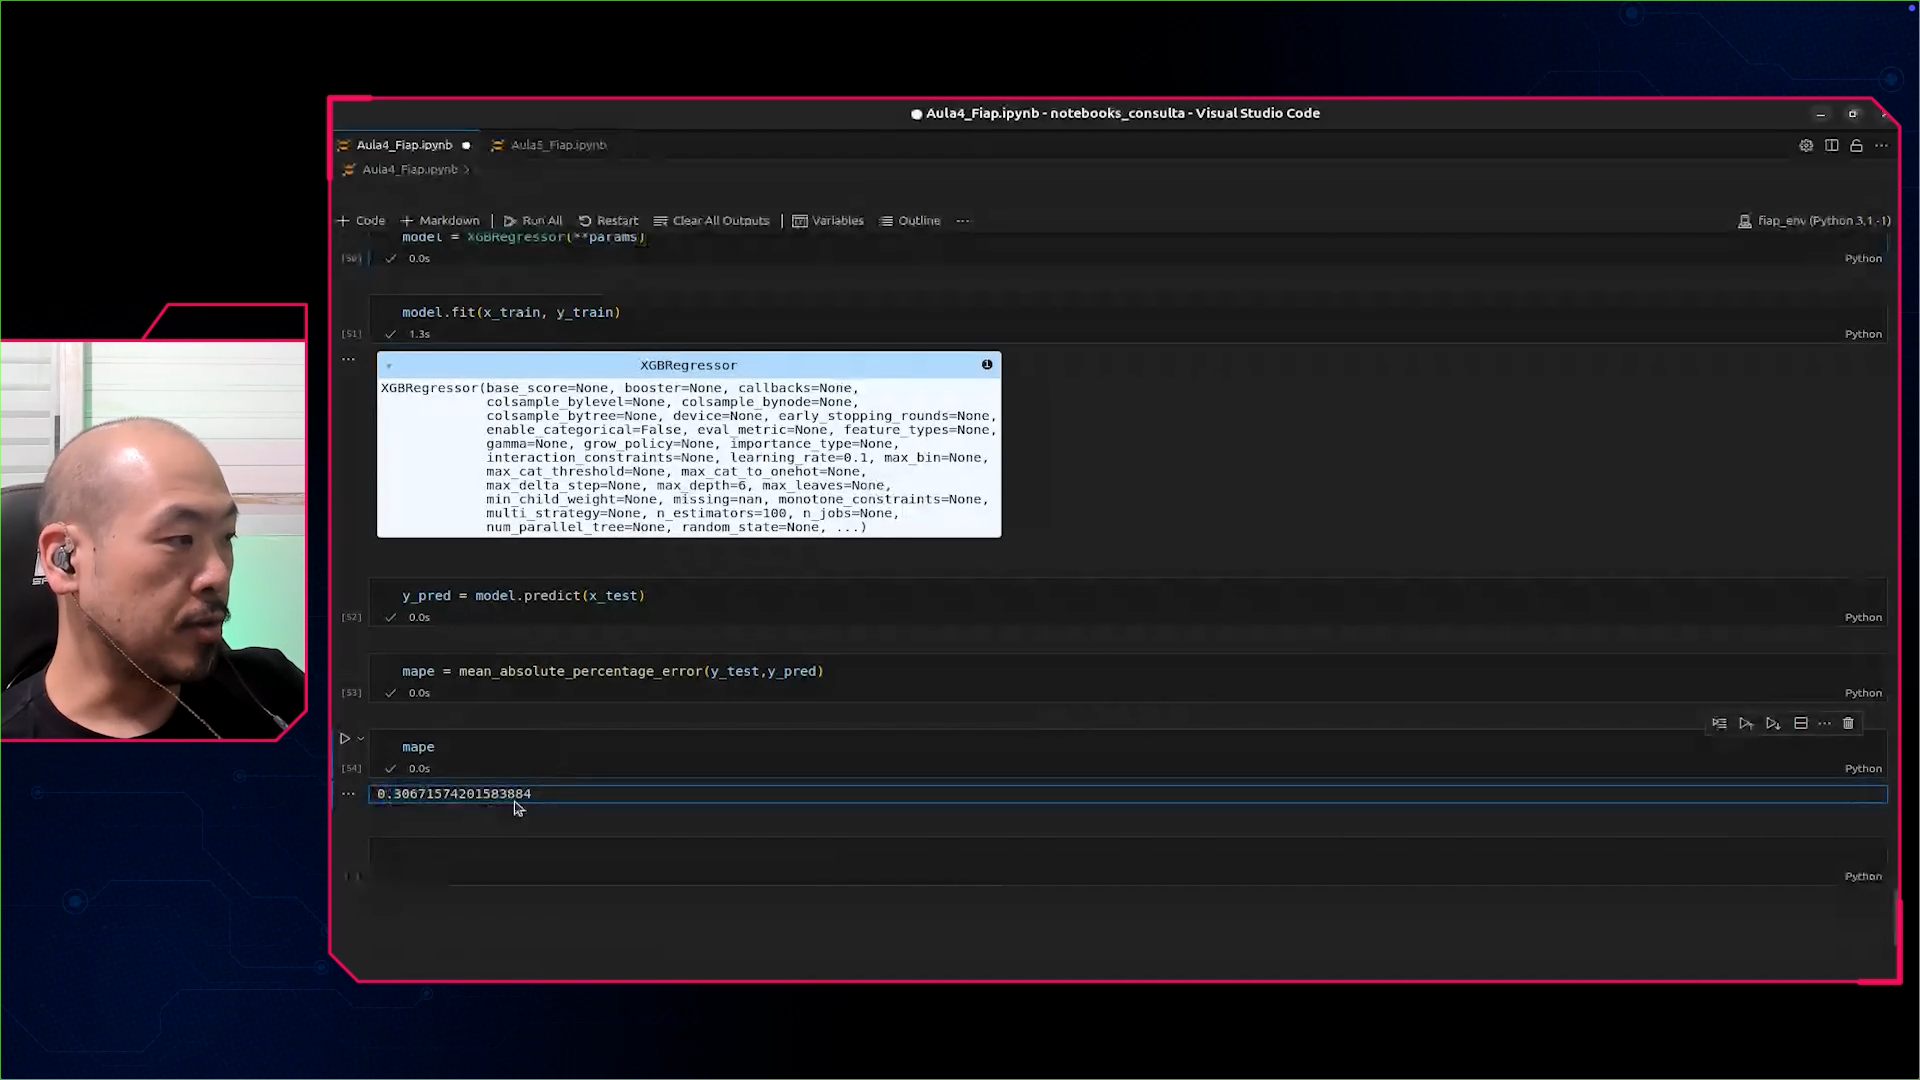 Aula4_Fiap.ipynb - notebooks_consulta - Visual Studio Code
Aula4_Fiap.ipynb Aula5_Fiap.ipynb
Aula4_Fiap.ipynb
Code Markdown Run All Restart Clear All Outputs Variables Outline ... fiap_env (Python 3.1.-1)
model = XGBRegressor(**params)
[50] 0.0s Python
model.fit(x_train, y_train)
[51] 1.3s Python
XGBRegressor
XGBRegressor(base_score=None, booster=None, callbacks=None,
colsample_bylevel=None, colsample_bynode=None,
colsample_bytree=None, device=None, early_stopping_rounds=None,
enable_categorical=False, eval_metric=None, feature_types=None,
gamma=None, grow_policy=None, importance_type=None,
interaction_constraints=None, learning_rate=0.1, max_bin=None,
max_cat_threshold=None, max_cat_to_onehot=None,
max_delta_step=None, max_depth=6, max_leaves=None,
min_child_weight=None, missing=nan, monotone_constraints=None,
multi_strategy=None, n_estimators=100, n_jobs=None,
num_parallel_tree=None, random_state=None, ...)
y_pred = model.predict(x_test)
[52] 0.0s Python
mape = mean_absolute_percentage_error(y_test,y_pred)
[53] 0.0s Python
mape
[54] 0.0s Python
0.30671574201583884
[ ] Python